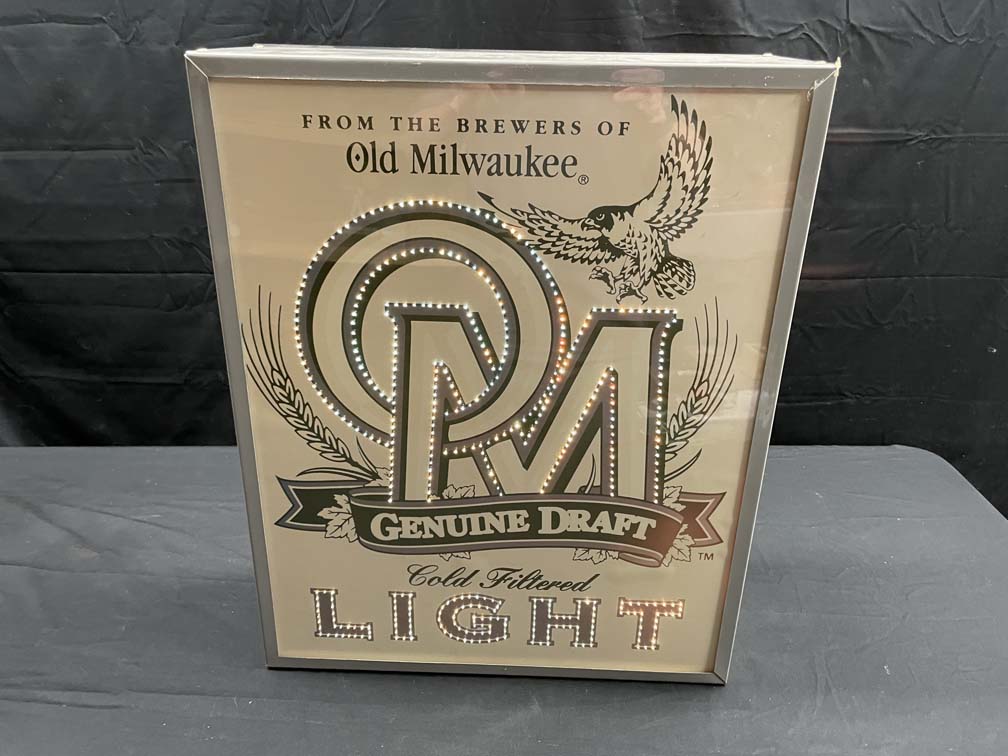 FROM THE BREWERS OF
Old Milwaukee®
OM
GENUINE DRAFT
TM
Cold Filtered
LIGHT